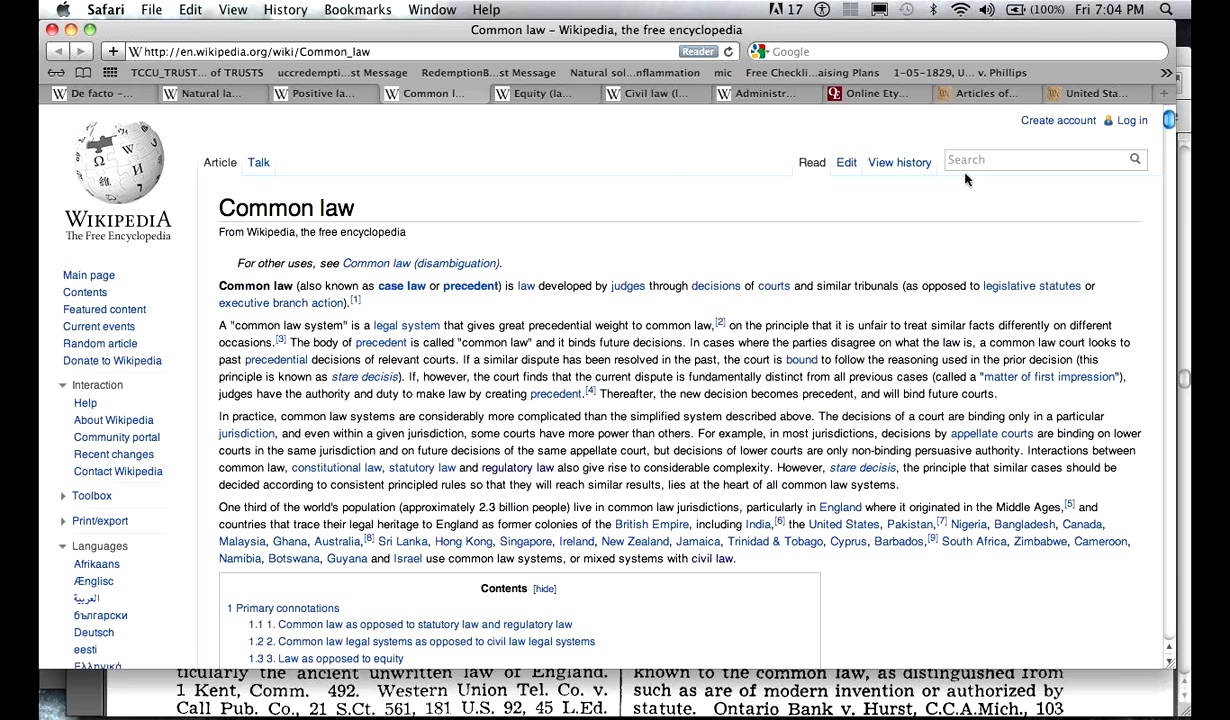 Safari File Edit View History Bookmarks Window Help 17 (100%) Fri 7:04 PM
Common law – Wikipedia, the free encyclopedia
W http://en.wikipedia.org/wiki/Common_law Reader Google
TCCU_TRUST... of TRUSTS uccredempti...st Message RedemptionB...st Message Natural sol...nflammation mic Free Checkli...aising Plans 1-05-1829, U... v. Phillips
De facto –... Natural la... Positive la... Common l... Equity (la... Civil law (l... Administr... Online Ety... Articles of... United Sta...
Create account Log in
Article Talk Read Edit View history Search
WIKIPEDIA
The Free Encyclopedia
Main page
Contents
Featured content
Current events
Random article
Donate to Wikipedia
Interaction
Help
About Wikipedia
Community portal
Recent changes
Contact Wikipedia
Toolbox
Print/export
Languages
Afrikaans
Ænglisc
العربية
български
Deutsch
eesti
Ελληνικά
Common law
From Wikipedia, the free encyclopedia
For other uses, see Common law (disambiguation).
Common law (also known as case law or precedent) is law developed by judges through decisions of courts and similar tribunals (as opposed to legislative statutes or
executive branch action).[1]
A "common law system" is a legal system that gives great precedential weight to common law,[2] on the principle that it is unfair to treat similar facts differently on different
occasions.[3] The body of precedent is called "common law" and it binds future decisions. In cases where the parties disagree on what the law is, a common law court looks to
past precedential decisions of relevant courts. If a similar dispute has been resolved in the past, the court is bound to follow the reasoning used in the prior decision (this
principle is known as stare decisis). If, however, the court finds that the current dispute is fundamentally distinct from all previous cases (called a "matter of first impression"),
judges have the authority and duty to make law by creating precedent.[4] Thereafter, the new decision becomes precedent, and will bind future courts.
In practice, common law systems are considerably more complicated than the simplified system described above. The decisions of a court are binding only in a particular
jurisdiction, and even within a given jurisdiction, some courts have more power than others. For example, in most jurisdictions, decisions by appellate courts are binding on lower
courts in the same jurisdiction and on future decisions of the same appellate court, but decisions of lower courts are only non-binding persuasive authority. Interactions between
common law, constitutional law, statutory law and regulatory law also give rise to considerable complexity. However, stare decisis, the principle that similar cases should be
decided according to consistent principled rules so that they will reach similar results, lies at the heart of all common law systems.
One third of the world's population (approximately 2.3 billion people) live in common law jurisdictions, particularly in England where it originated in the Middle Ages,[5] and
countries that trace their legal heritage to England as former colonies of the British Empire, including India,[6] the United States, Pakistan,[7] Nigeria, Bangladesh, Canada,
Malaysia, Ghana, Australia,[8] Sri Lanka, Hong Kong, Singapore, Ireland, New Zealand, Jamaica, Trinidad & Tobago, Cyprus, Barbados,[9] South Africa, Zimbabwe, Cameroon,
Namibia, Botswana, Guyana and Israel use common law systems, or mixed systems with civil law.
Contents [hide]
1 Primary connotations
1.1 1. Common law as opposed to statutory law and regulatory law
1.2 2. Common law legal systems as opposed to civil law legal systems
1.3 3. Law as opposed to equity
ticularly the ancient unwritten law of England.
1 Kent, Comm. 492. Western Union Tel. Co. v.
Call Pub. Co., 21 S.Ct. 561, 181 U.S. 92, 45 L.Ed.
known to the common law, as distinguished from
such as are of modern invention or authorized by
statute. Ontario Bank v. Hurst, C.C.A.Mich., 103